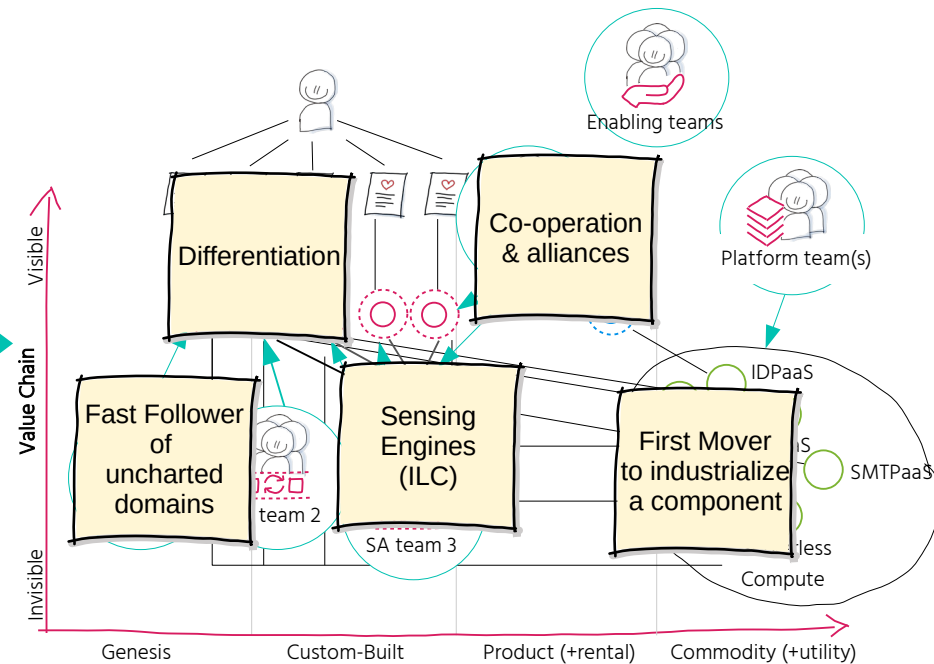 Enabling teams
Co-operation
& alliances
Differentiation
Platform team(s)
Visible
Value Chain
Invisible
IDPaaS
Fast Follower
of
uncharted
domains
Sensing
Engines
(ILC)
First Mover
to industrialize
a component
SMTPaaS
team 2
SA team 3
Compute
Genesis
Custom-Built
Product (+rental)
Commodity (+utility)